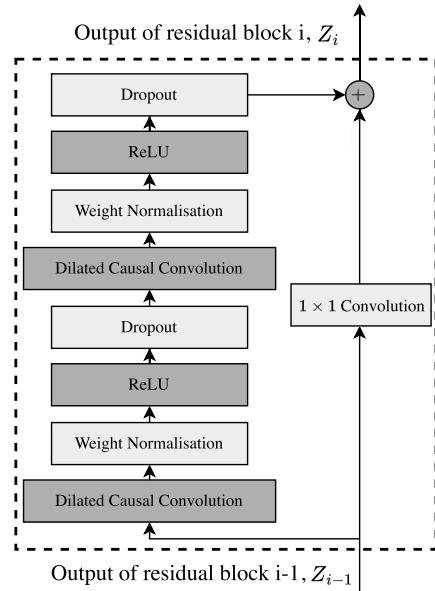 Output of residual block i, Z_i
Dropout
+
ReLU
Weight Normalisation
Dilated Causal Convolution
1 × 1 Convolution
Dropout
ReLU
Weight Normalisation
Dilated Causal Convolution
Output of residual block i-1, Z_{i−1}